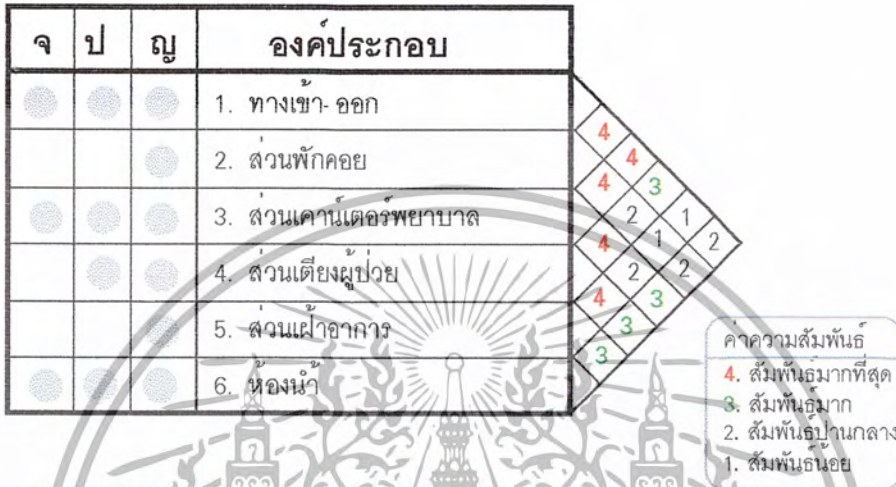 จ ป ญ องค์ประกอบ
1. ทางเข้า- ออก
2. ส่วนพักคอย
3. ส่วนเคาน์เตอร์พยาบาล
4. ส่วนเตียงผู้ป่วย
5. ส่วนเฝ้าอาการ
6. ห้องน้ำ
4
4
4 3
2 1
4 1 2
2 2
4 3
3
3
ค่าความสัมพันธ์
4. สัมพันธ์มากที่สุด
3. สัมพันธ์มาก
2. สัมพันธ์ปานกลาง
1. สัมพันธ์น้อย